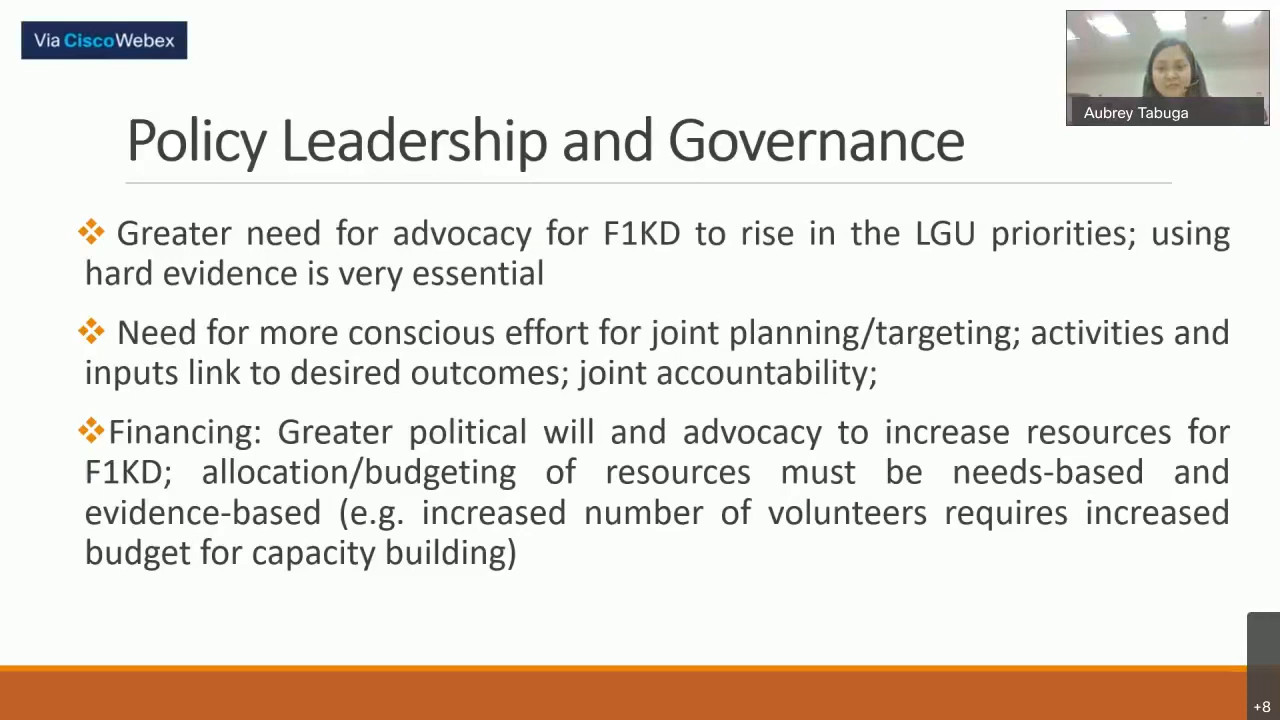 Via CiscoWebex
Aubrey Tabuga
Policy Leadership and Governance
Greater need for advocacy for F1KD to rise in the LGU priorities; using
hard evidence is very essential
Need for more conscious effort for joint planning/targeting; activities and
inputs link to desired outcomes; joint accountability;
Financing: Greater political will and advocacy to increase resources for
F1KD; allocation/budgeting of resources must be needs-based and
evidence-based (e.g. increased number of volunteers requires increased
budget for capacity building)
+8